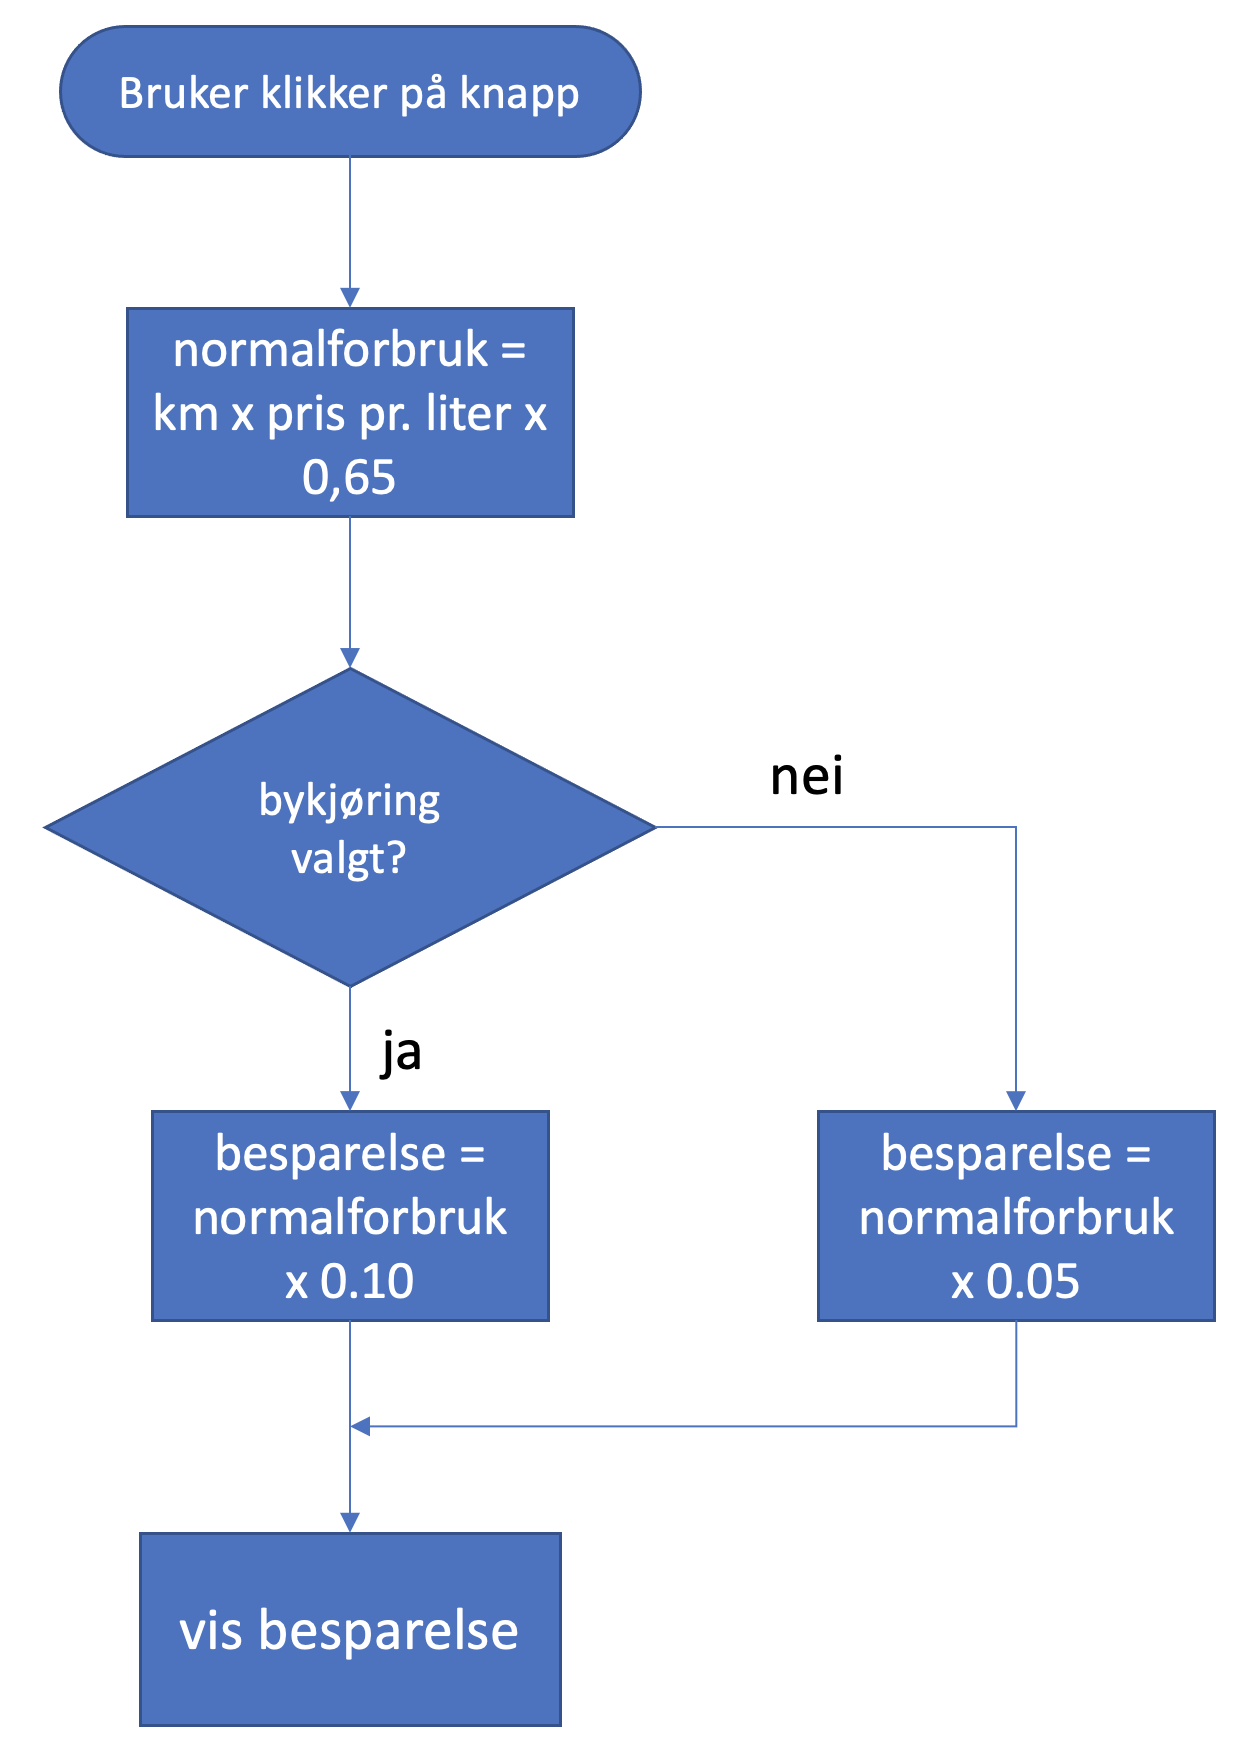 Bruker klikker på knapp
normalforbruk =
km x pris pr. liter x
0,65
bykjøring
valgt?
nei
ja
besparelse =
normalforbruk
x 0.10
besparelse =
normalforbruk
x 0.05
vis besparelse